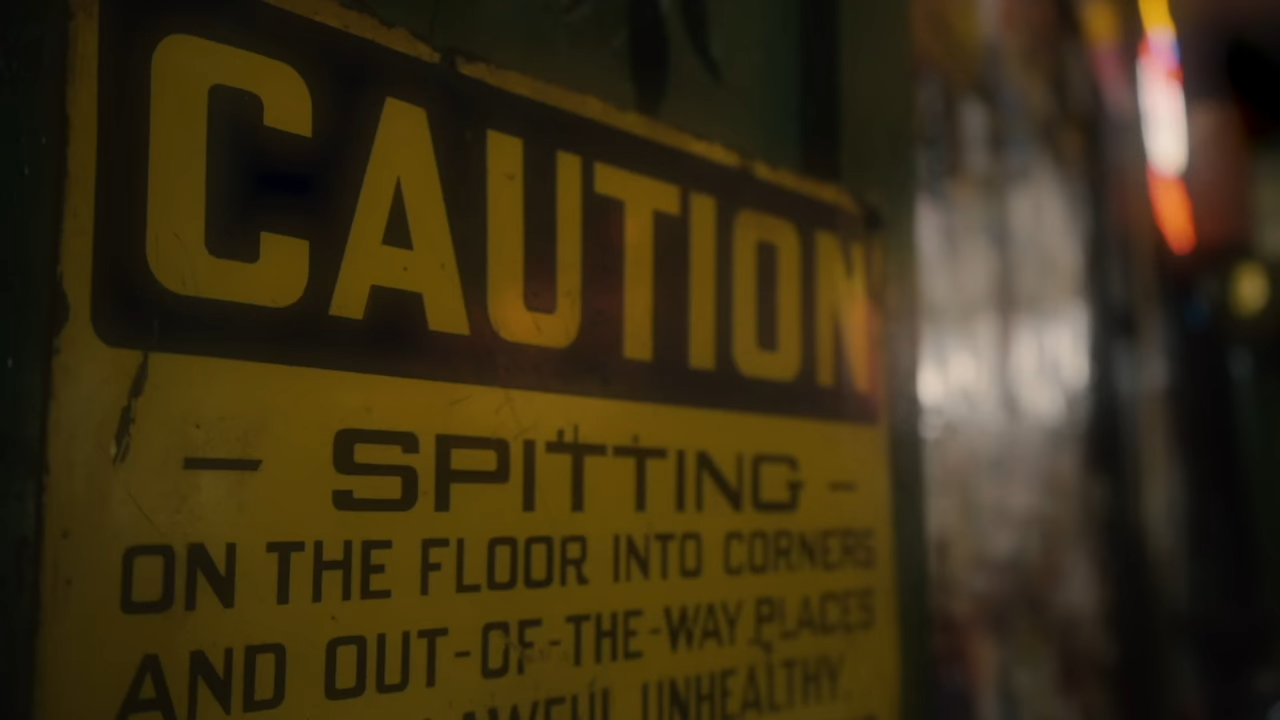 CAUTION
— SPITTING —
ON THE FLOOR INTO CORNERS
AND OUT-OF-THE-WAY PLACES
UNHEALTHY.